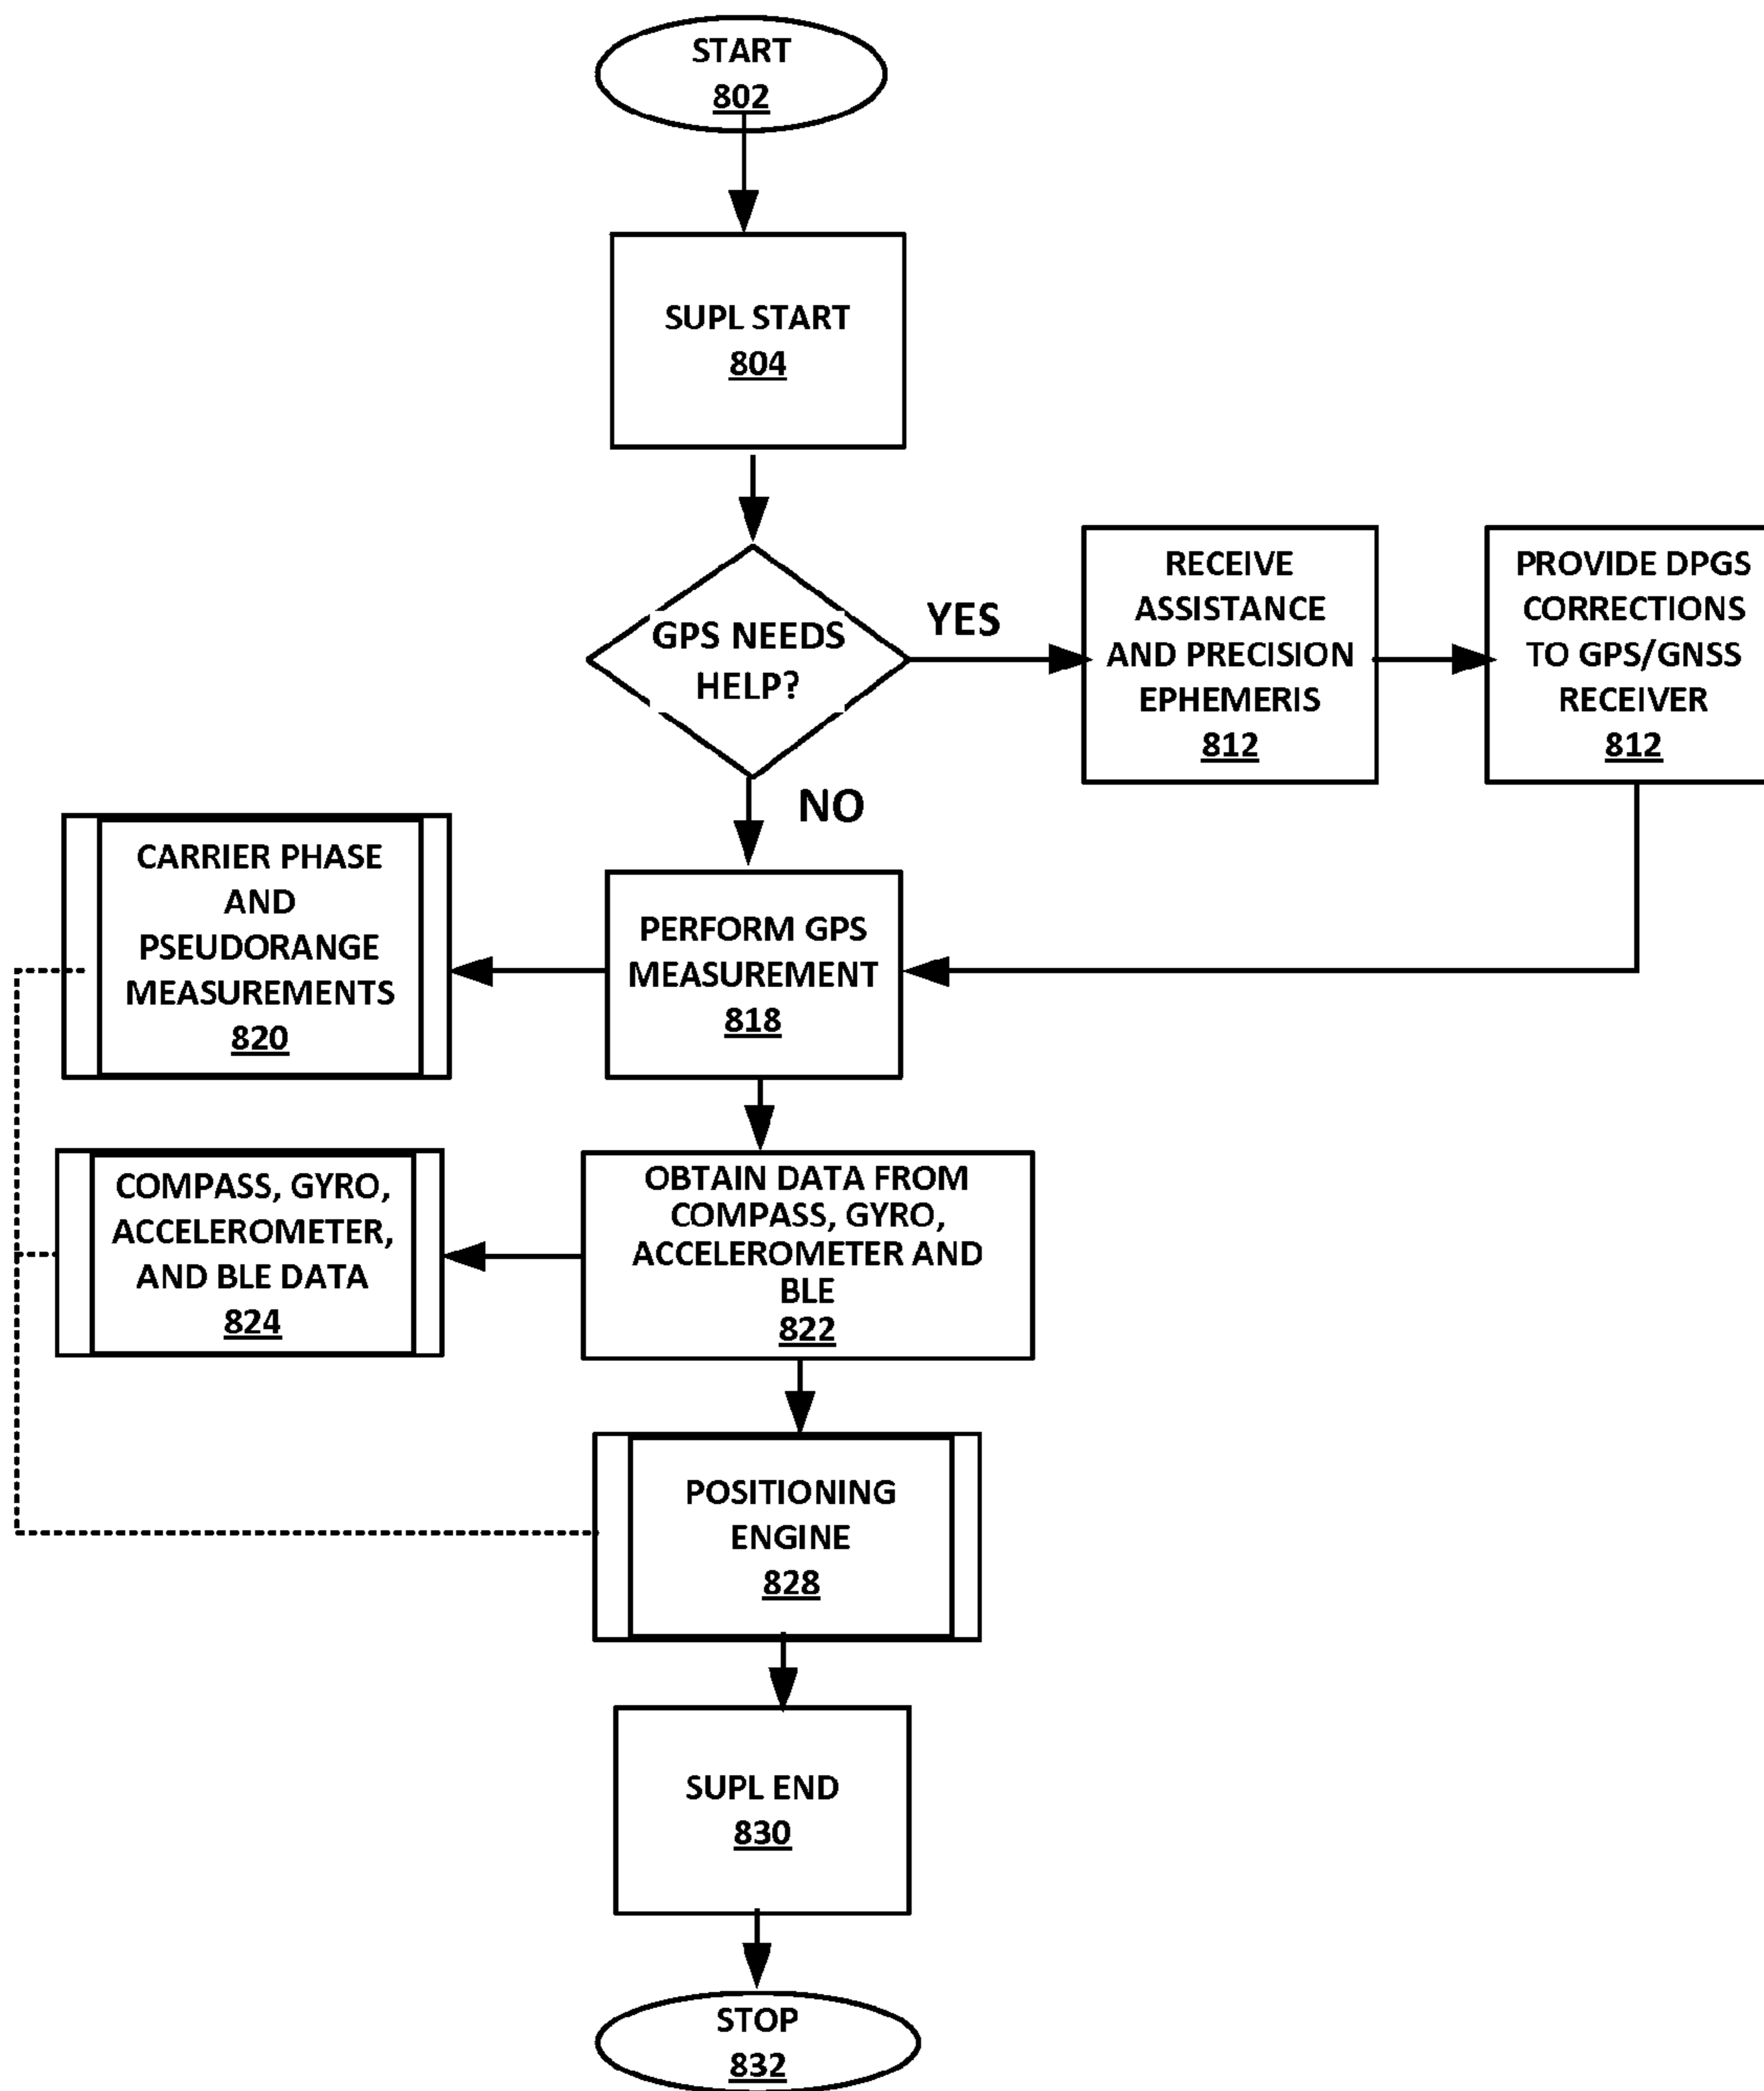 START
802
SUPL START
804
GPS NEEDS
HELP?
YES
RECEIVE
ASSISTANCE
AND PRECISION
EPHEMERIS
812
PROVIDE DPGS
CORRECTIONS
TO GPS/GNSS
RECEIVER
812
NO
CARRIER PHASE
AND
PSEUDORANGE
MEASUREMENTS
820
PERFORM GPS
MEASUREMENT
818
COMPASS, GYRO,
ACCELEROMETER,
AND BLE DATA
824
OBTAIN DATA FROM
COMPASS, GYRO,
ACCELEROMETER AND
BLE
822
POSITIONING
ENGINE
828
SUPL END
830
STOP
832